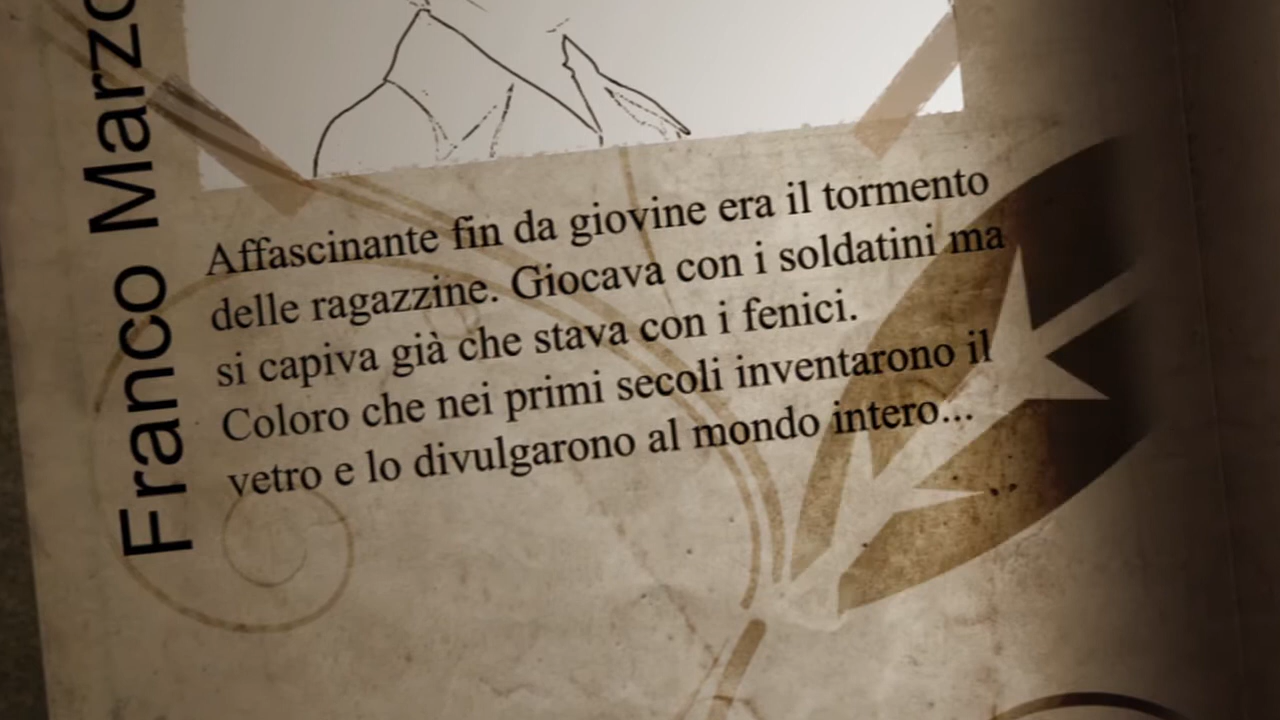 Franco Marzo
Affascinante fin da giovine era il tormento
delle ragazzine. Giocava con i soldatini ma
si capiva già che stava con i fenici.
Coloro che nei primi secoli inventarono il
vetro e lo divulgarono al mondo intero...